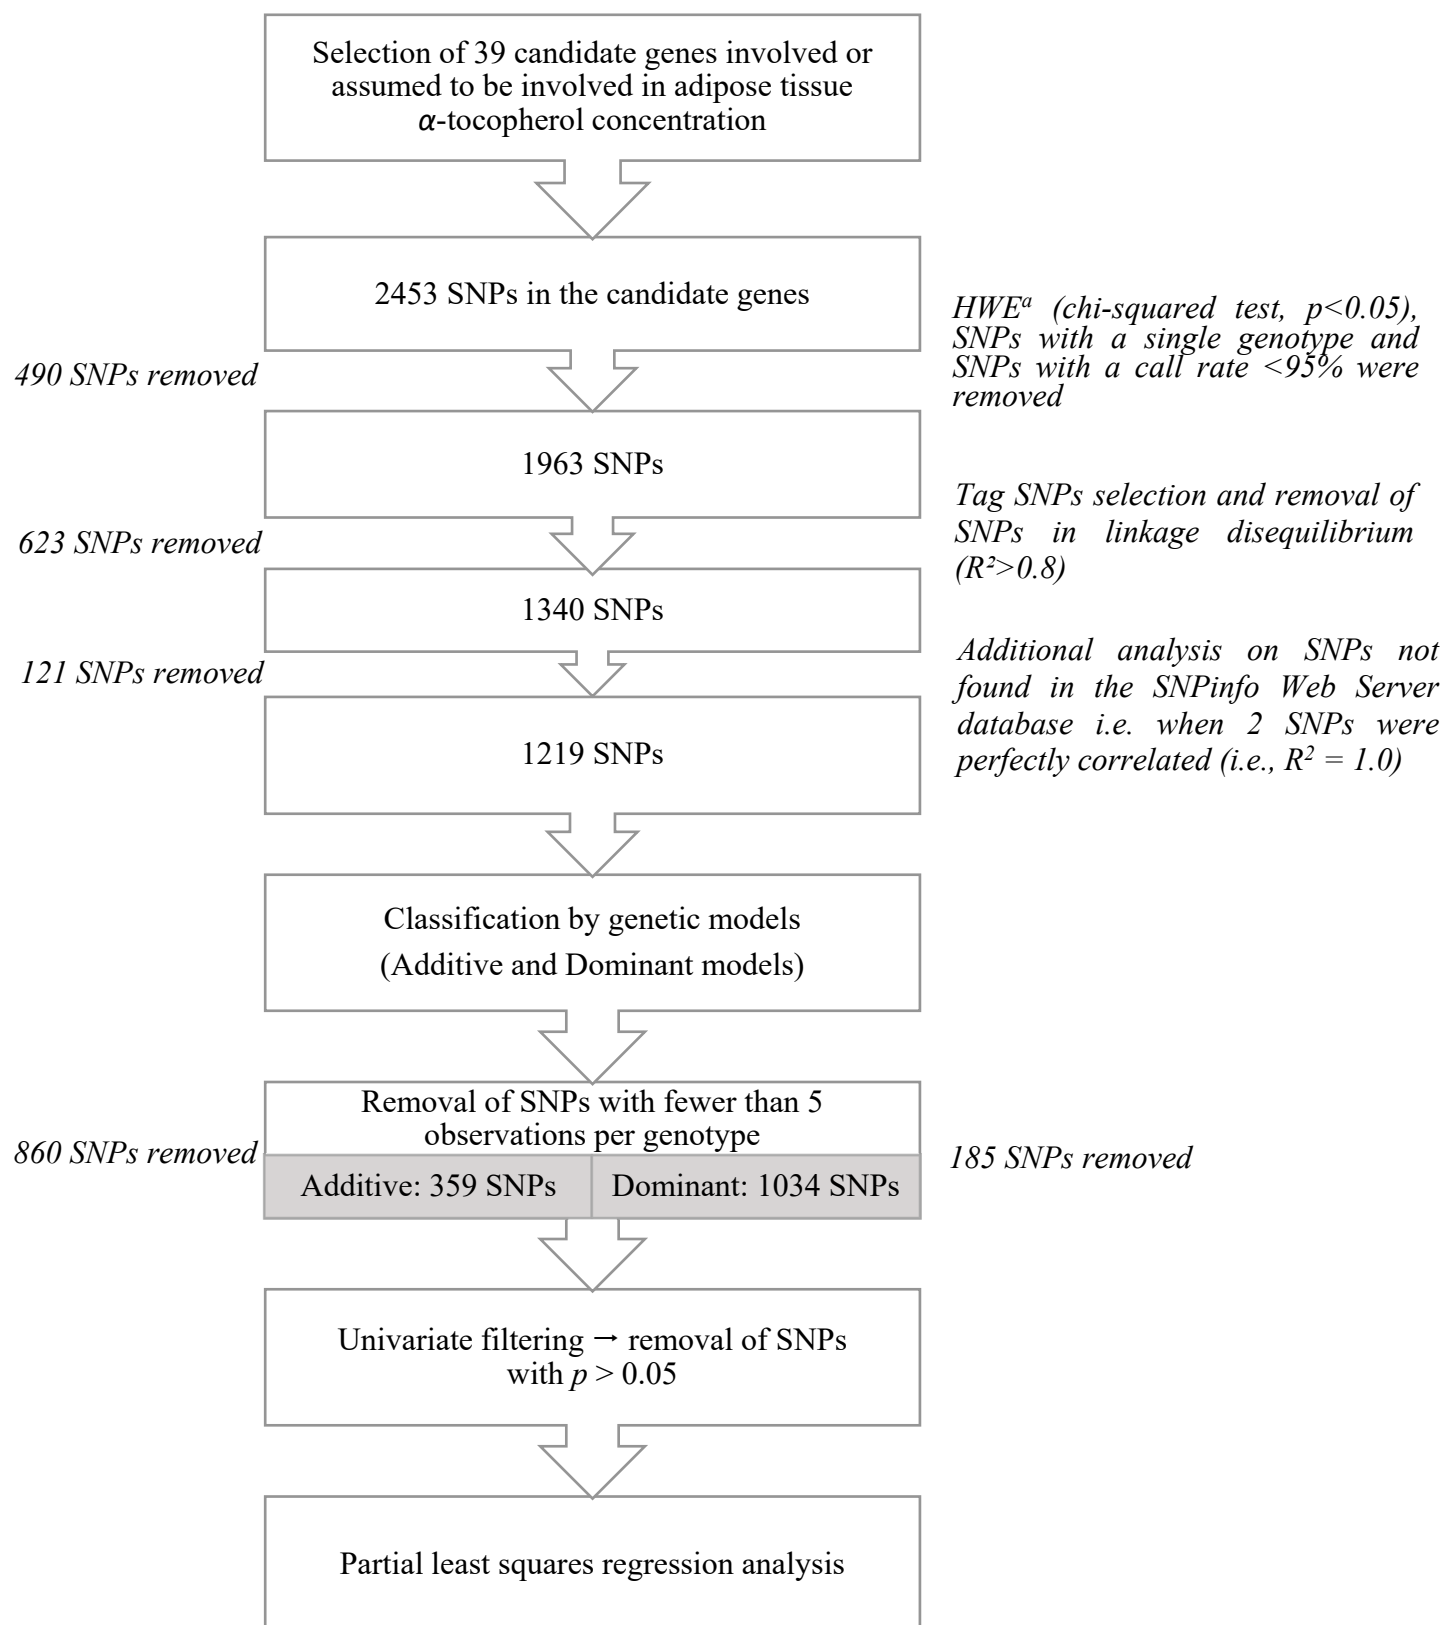 Selection of 39 candidate genes involved or
assumed to be involved in adipose tissue
α-tocopherol concentration
2453 SNPs in the candidate genes
HWEᵃ (chi-squared test, p<0.05),
SNPs with a single genotype and
SNPs with a call rate <95% were
removed
490 SNPs removed
1963 SNPs
Tag SNPs selection and removal of
SNPs in linkage disequilibrium
(R²>0.8)
623 SNPs removed
1340 SNPs
121 SNPs removed
Additional analysis on SNPs not
found in the SNPinfo Web Server
database i.e. when 2 SNPs were
perfectly correlated (i.e., R² = 1.0)
1219 SNPs
Classification by genetic models
(Additive and Dominant models)
Removal of SNPs with fewer than 5
observations per genotype
860 SNPs removed
185 SNPs removed
Additive: 359 SNPs
Dominant: 1034 SNPs
Univariate filtering → removal of SNPs
with p > 0.05
Partial least squares regression analysis